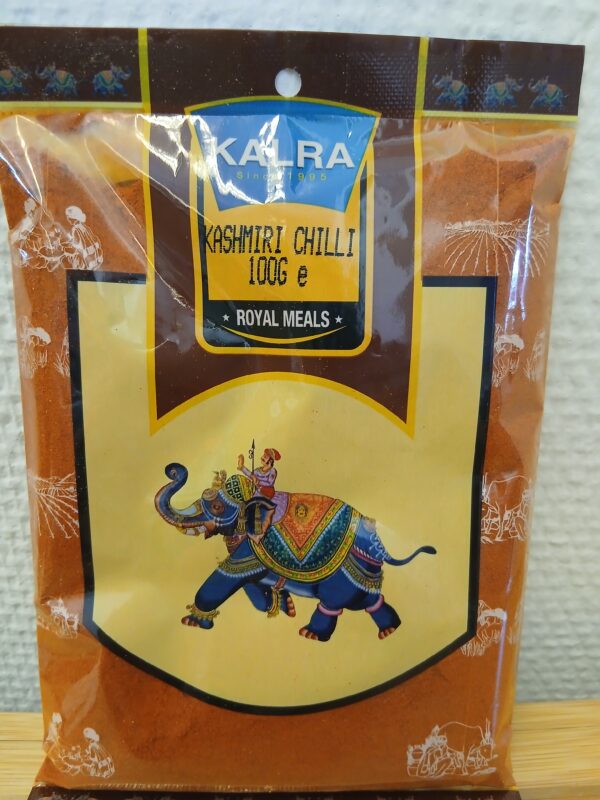 KALRA
Since 1995
KASHMIRI CHILLI
100G e
★ ROYAL MEALS ★